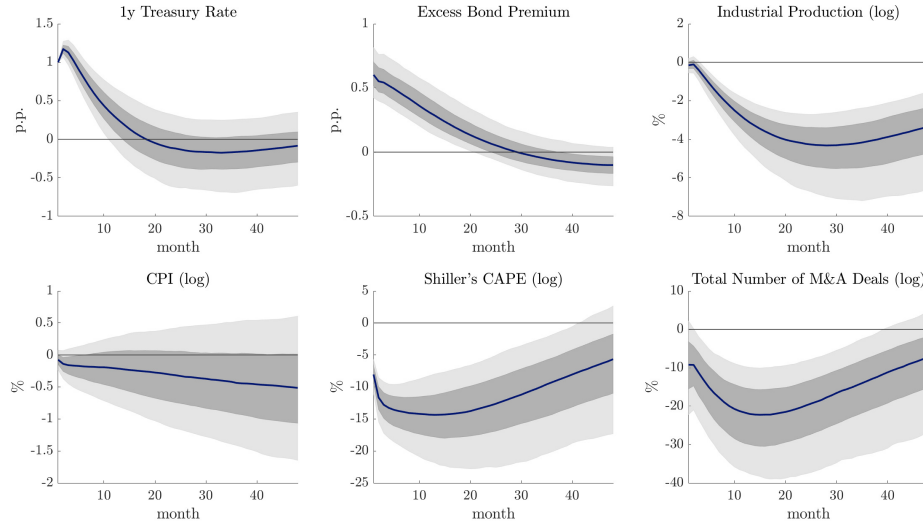 1y Treasury Rate
1.5
1
0.5
0
-0.5
-1
p.p.
10 20 30 40
month
Excess Bond Premium
1
0.5
0
-0.5
p.p.
10 20 30 40
month
Industrial Production (log)
0
-2
-4
-6
-8
%
10 20 30 40
month
CPI (log)
1
0.5
0
-0.5
-1
-1.5
-2
%
10 20 30 40
month
Shiller's CAPE (log)
5
0
-5
-10
-15
-20
-25
%
10 20 30 40
month
Total Number of M&A Deals (log)
10
0
-10
-20
-30
-40
%
10 20 30 40
month